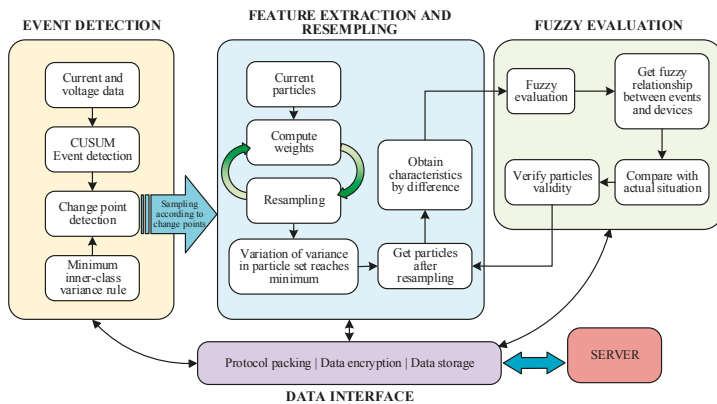 EVENT DETECTION
Current and
voltage data
CUSUM
Event detection
Change point
detection
Minimum
inner-class
variance rule
Sampling
according to
change points
FEATURE EXTRACTION AND
RESEMPLING
Current
particles
Compute
weights
Resampling
Variation of variance
in particle set reaches
minimum
Obtain
characteristics
by difference
Get particles
after
resampling
FUZZY EVALUATION
Fuzzy
evaluation
Get fuzzy
relationship
between events
and devices
Verify particles
validity
Compare with
actual situation
Protocol packing | Data encryption | Data storage
DATA INTERFACE
SERVER